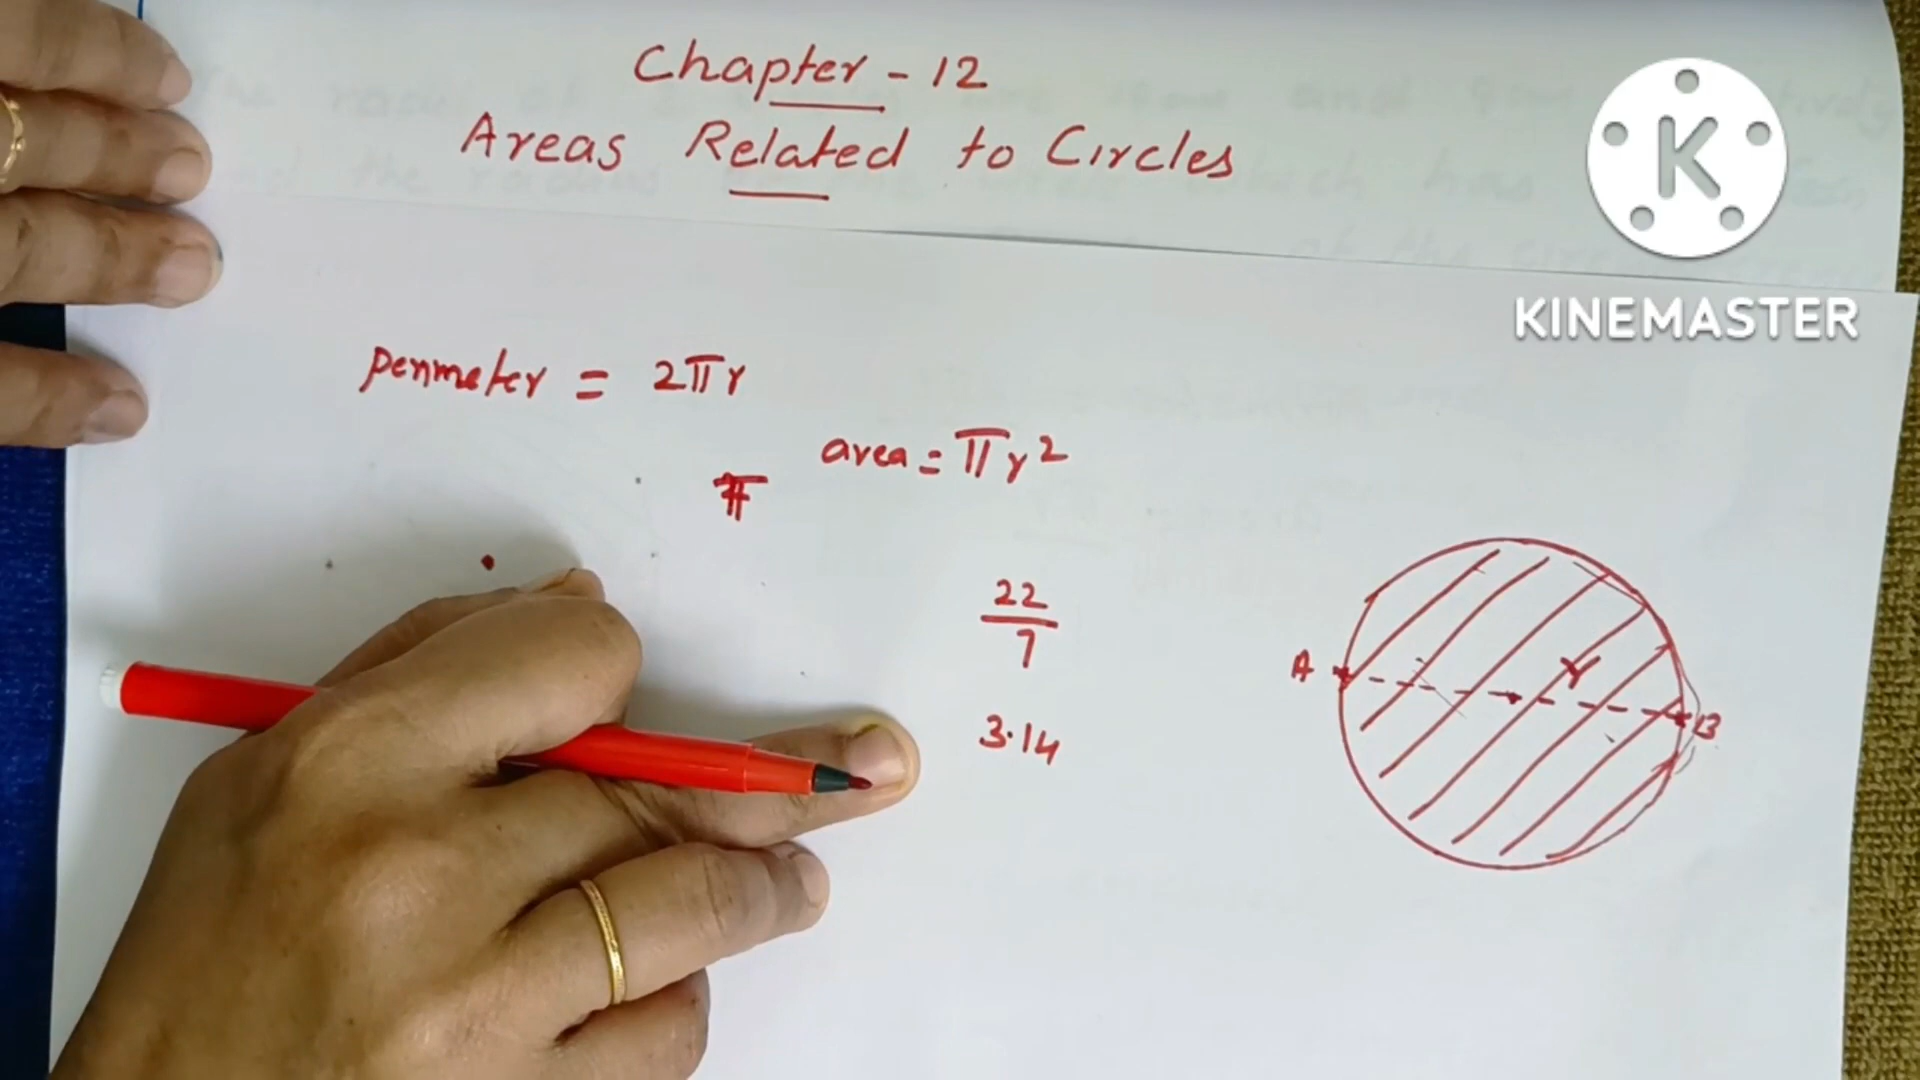 Chapter - 12
Areas Related to Circles
KINEMASTER
perimeter = 2πr
area = πr²
π
22
7
3.14
A
r
B